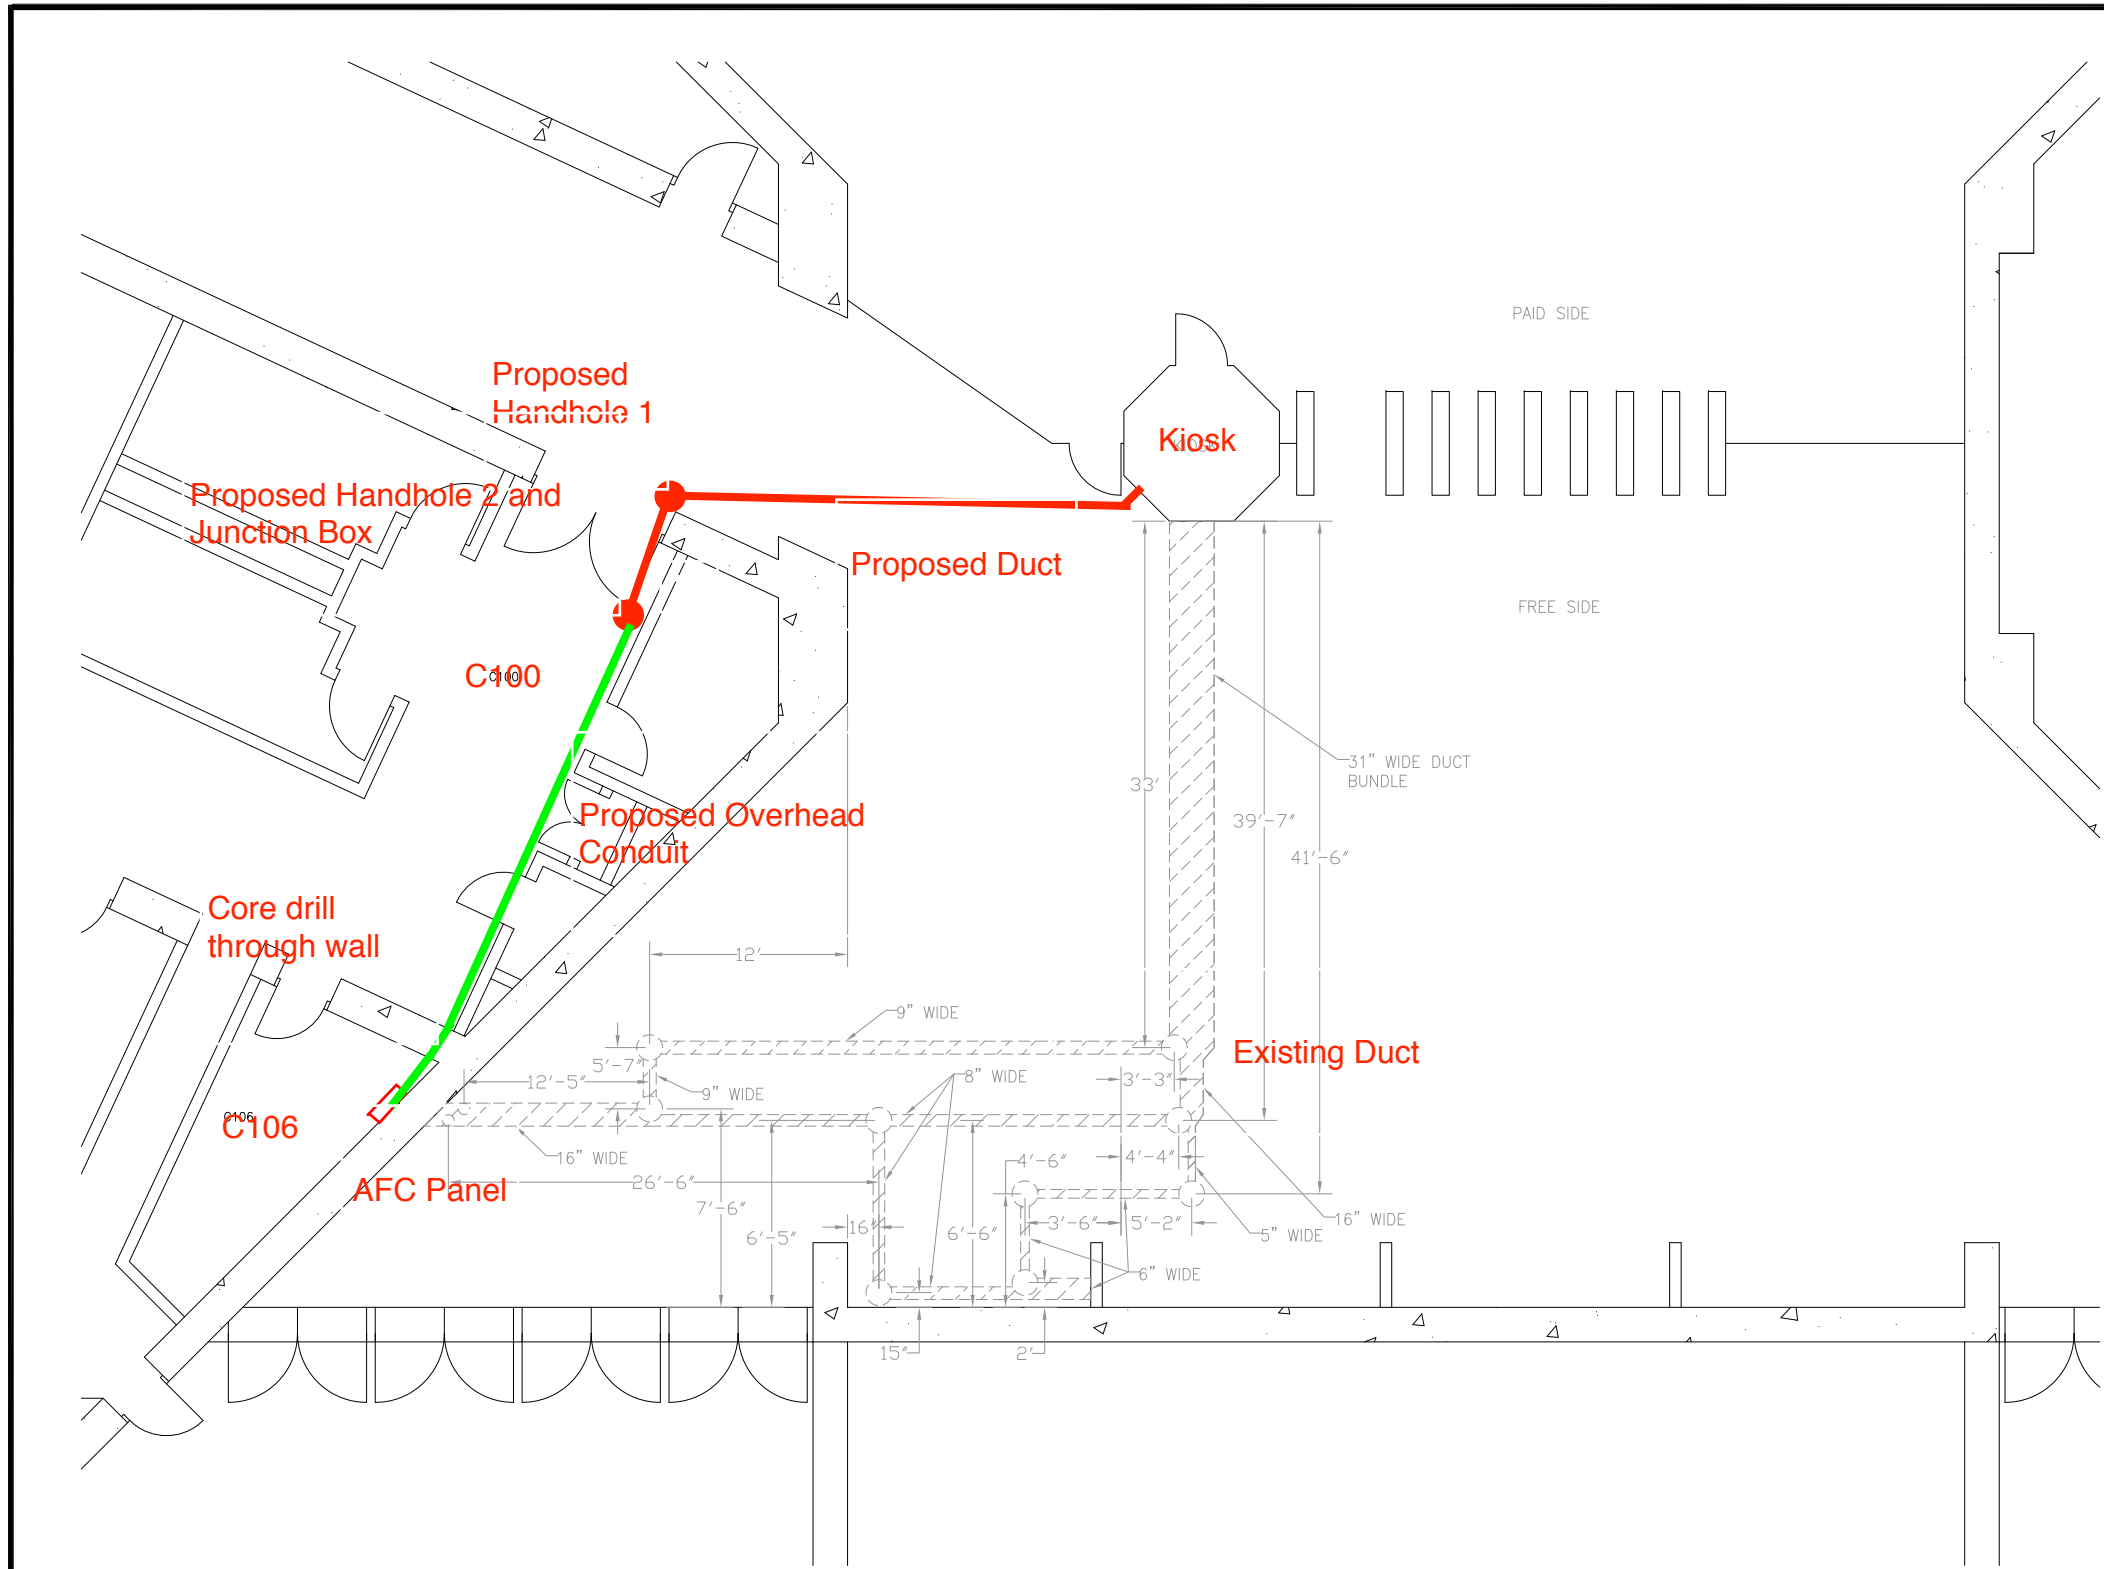 PAID SIDE
Proposed
Handhole 1
Kiosk
KIOSK
Proposed Handhole 2 and
Junction Box
Proposed Duct
FREE SIDE
C100
C100
31" WIDE DUCT
BUNDLE
33'
39'-7"
41'-6"
Proposed Overhead
Conduit
Core drill
through wall
12'
9" WIDE
Existing Duct
5'-7"
12'-5"
9" WIDE
8" WIDE
3'-3"
C106
C106
16" WIDE
4'-6"
4'-4"
AFC Panel
26'-6"
7'-6"
16"
6'-5"
6'-6"
3'-6"
5'-2"
16" WIDE
5" WIDE
6" WIDE
15"
2'